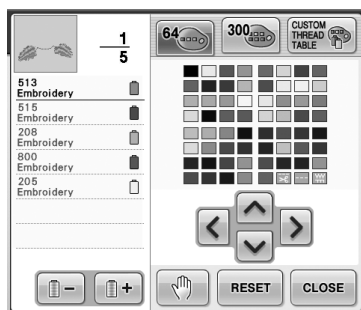 1
5
64
300
CUSTOM
THREAD
TABLE
513
Embroidery
515
Embroidery
208
Embroidery
800
Embroidery
205
Embroidery
−
+
RESET
CLOSE